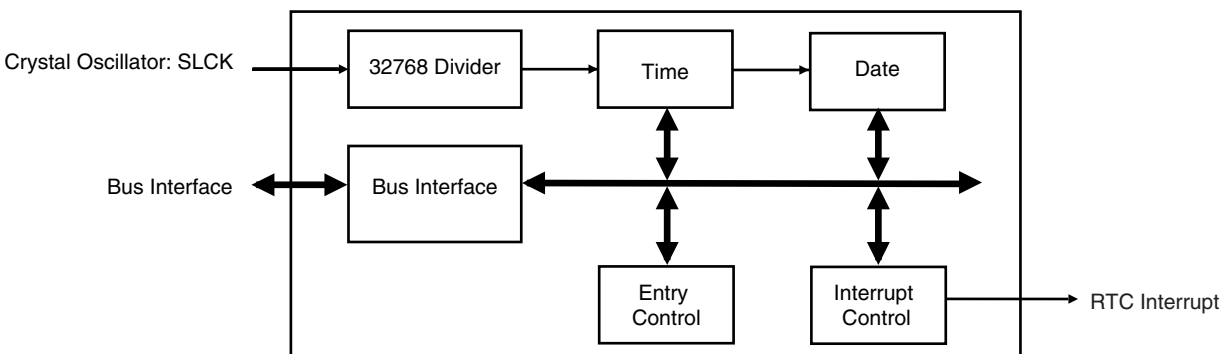 Crystal Oscillator: SLCK
32768 Divider
Time
Date
Bus Interface
Bus Interface
Entry
Control
Interrupt
Control
RTC Interrupt